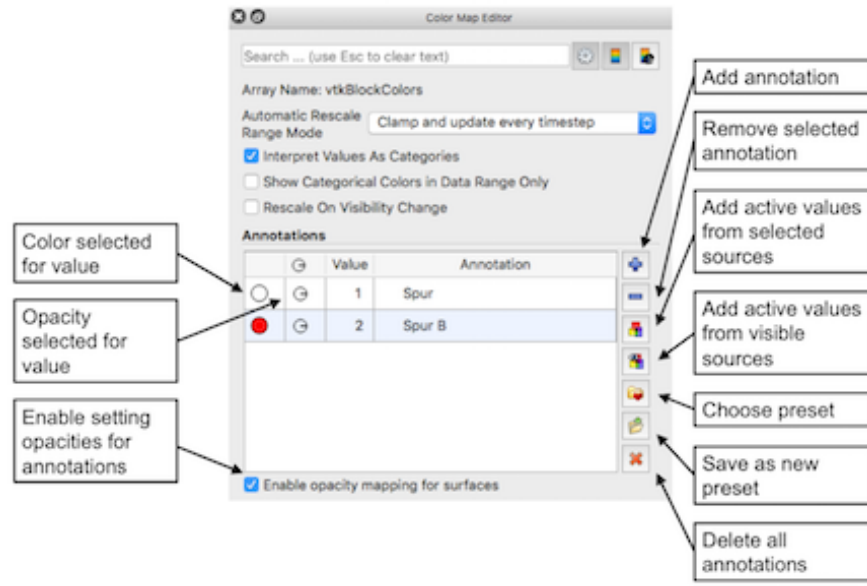 Color Map Editor
Search ... (use Esc to clear text)
Array Name: vtkBlockColors
Automatic Rescale
Range Mode
Clamp and update every timestep
Interpret Values As Categories
Show Categorical Colors in Data Range Only
Rescale On Visibility Change
Annotations
Value Annotation
1 Spur
2 Spur B
Enable opacity mapping for surfaces
Color selected
for value
Opacity
selected for
value
Enable setting
opacities for
annotations
Add annotation
Remove selected
annotation
Add active values
from selected
sources
Add active values
from visible
sources
Choose preset
Save as new
preset
Delete all
annotations